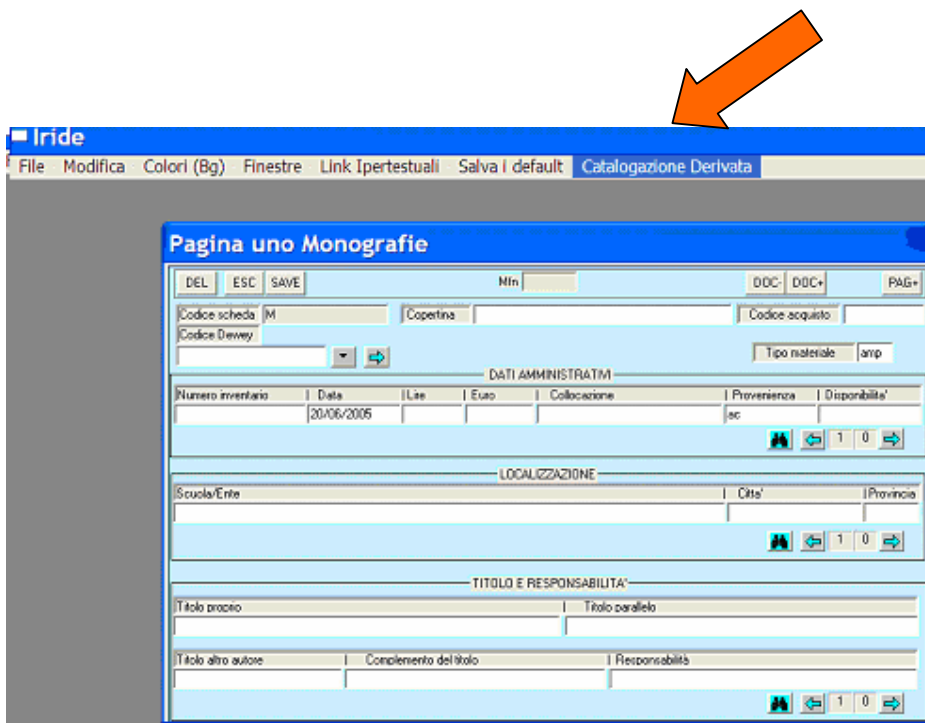 Iride
File Modifica Colori (Bg) Finestre Link Ipertestuali Salva i default Catalogazione Derivata
Pagina uno Monografie
DEL ESC SAVE Mfn DOC- DOC+ PAG+
Codice scheda M Copertina Codice acquisto
Codice Dewey
Tipo materiale amp
DATI AMMINISTRATIVI
Numero inventario Data Lire Euro Collocazione Provenienza Disponibilita'
20/06/2005 ac
1 0
LOCALIZZAZIONE
Scuola/Ente Citta' Provincia
1 0
TITOLO E RESPONSABILITA'
Titolo proprio Titolo parallelo
Titolo altro autore Complemento del titolo Responsabilità
1 0